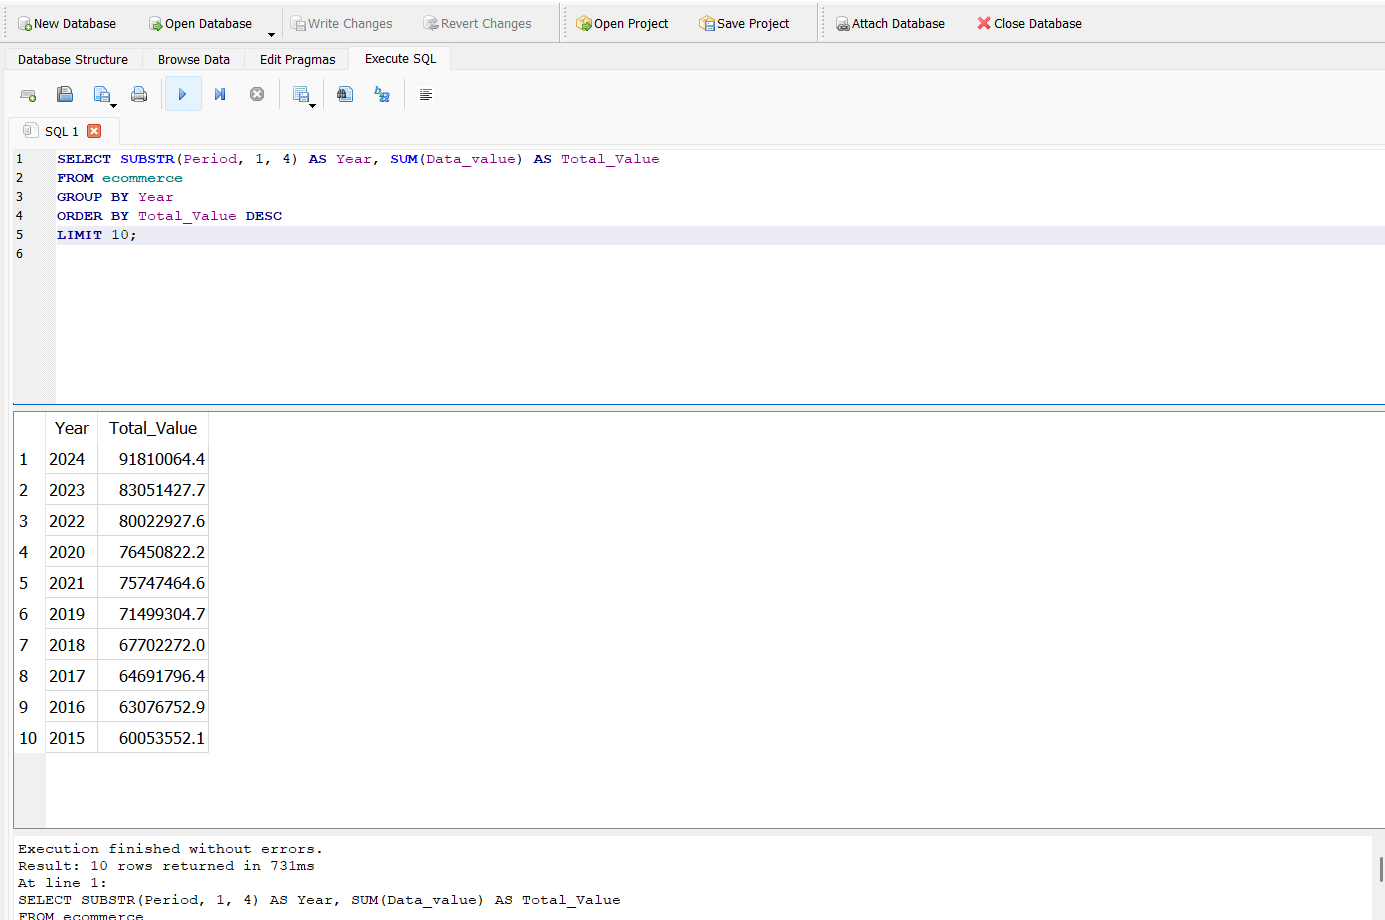 New Database Open Database Write Changes Revert Changes Open Project Save Project Attach Database Close Database
Database Structure Browse Data Edit Pragmas Execute SQL
SQL 1
1 SELECT SUBSTR(Period, 1, 4) AS Year, SUM(Data_value) AS Total_Value
2 FROM ecommerce
3 GROUP BY Year
4 ORDER BY Total_Value DESC
5 LIMIT 10;
6
Year Total_Value
1 2024 91810064.4
2 2023 83051427.7
3 2022 80022927.6
4 2020 76450822.2
5 2021 75747464.6
6 2019 71499304.7
7 2018 67702272.0
8 2017 64691796.4
9 2016 63076752.9
10 2015 60053552.1
Execution finished without errors.
Result: 10 rows returned in 731ms
At line 1:
SELECT SUBSTR(Period, 1, 4) AS Year, SUM(Data_value) AS Total_Value
FROM ecommerce